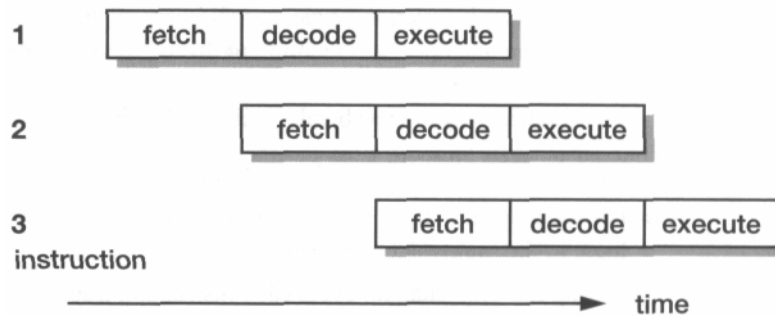 1 fetch decode execute
2 fetch decode execute
3 fetch decode execute
instruction
time